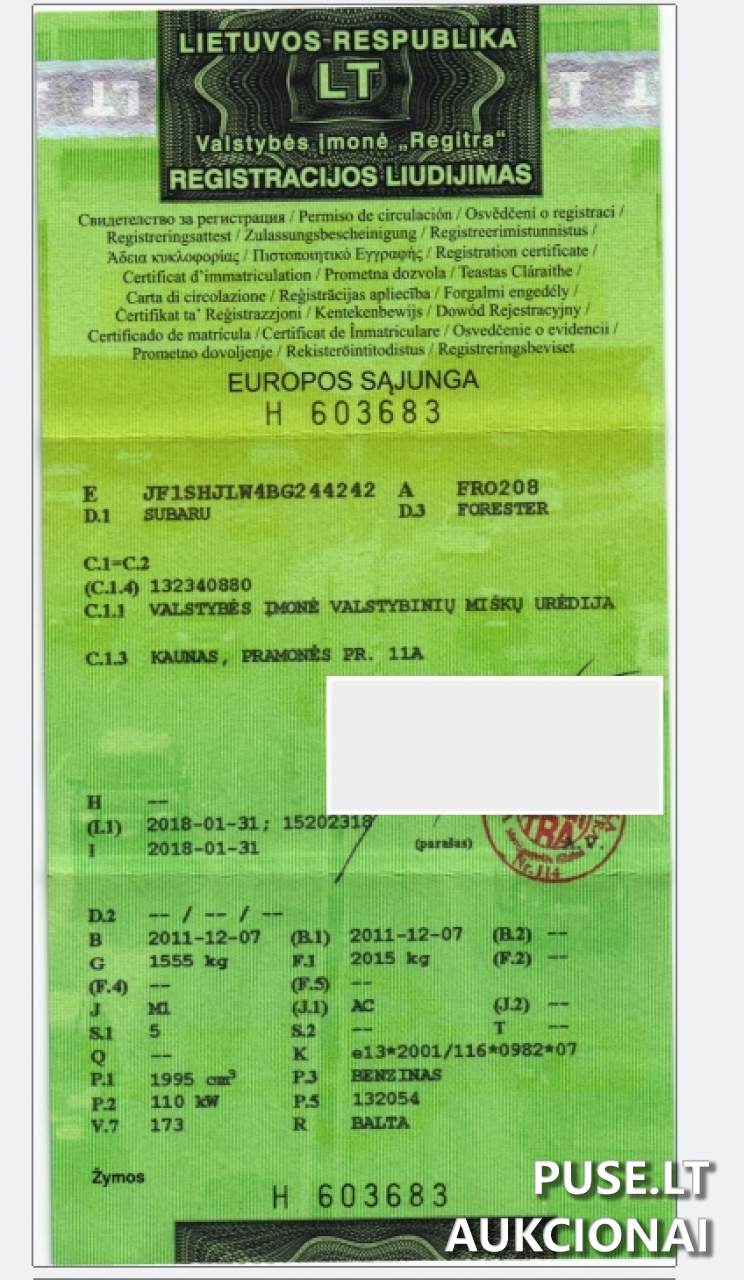 LIETUVOS RESPUBLIKA
LT LT T T
Valstybės įmonė „Regitra“
REGISTRACIJOS LIUDIJIMAS
Свидетелство за регистрация / Permiso de circulación / Osvědčení o registraci /
Registreringsattest / Zulassungsbescheinigung / Registreerimistunnistus /
Άδεια κυκλοφορίας / Πιστοποιητικό Εγγραφής / Registration certificate /
Certificat d'immatriculation / Prometna dozvola / Teastas Cláraithe /
Carta di circolazione / Reģistrācijas apliecība / Forgalmi engedély /
Ċertifikat ta' Reġistrazzjoni / Kentekenbewijs / Dowód Rejestracyjny /
Certificado de matrícula / Certificat de Înmatriculare / Osvedčenie o evidencii /
Prometno dovoljenje / Rekisteröintitodistus / Registreringsbeviset
EUROPOS SĄJUNGA
H 603683
E JF1SHJLW4BG244242 A FRO208
D.1 SUBARU D.3 FORESTER
C.1=C.2
(C.1.4) 132340880
C.1.1 VALSTYBĖS ĮMONĖ VALSTYBINIŲ MIŠKŲ URĖDIJA
C.1.3 KAUNAS, PRAMONĖS PR. 11A
H --
(I.1) 2018-01-31; 15202318
I 2018-01-31 (parašas) A. V.
TRA
Nr.114
D.2 -- / -- / --
B 2011-12-07 (B.1) 2011-12-07 (B.2) --
G 1555 kg F.1 2015 kg (F.2) --
(F.4) -- (F.5) --
J M1 (J.1) AC (J.2) --
S.1 5 S.2 -- T --
Q -- K e13*2001/116*0982*07
P.1 1995 cm³ P.3 BENZINAS
P.2 110 kW P.5 132054
V.7 173 R BALTA
Žymos
H 603683
PUSE.LT
AUKCIONAI